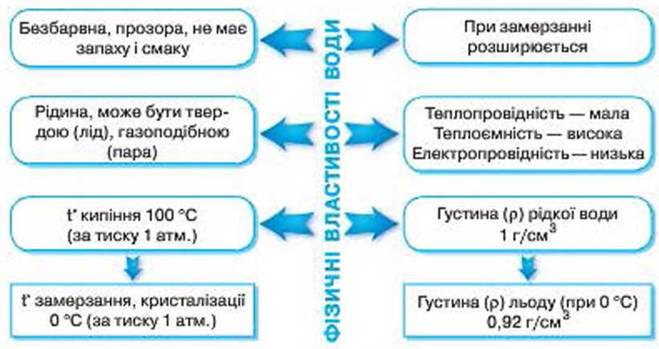 Безбарвна, прозора, не має
запаху і смаку
При замерзанні
розширюється
ФІЗИЧНІ ВЛАСТИВОСТІ ВОДИ
Рідина, може бути твер-
дою (лід), газоподібною
(пара)
Теплопровідність — мала
Теплоємність — висока
Електропровідність — низька
t° кипіння 100 °C
(за тиску 1 атм.)
Густина (ρ) рідкої води
1 г/см³
t° замерзання, кристалізації
0 °C (за тиску 1 атм.)
Густина (ρ) льоду (при 0 °C)
0,92 г/см³